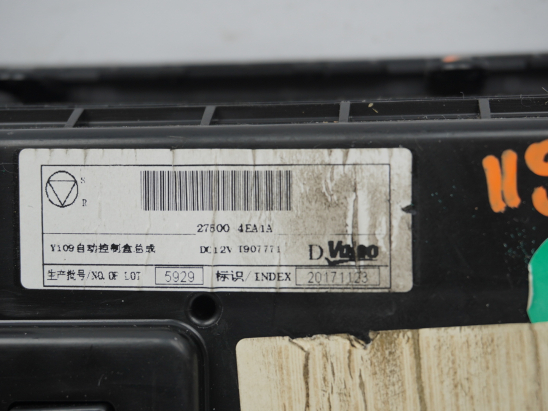 S
R
27500 4EA1A
Y109自动控制盒总成 DC12V I907771
D Valeo
生产批号/NO. OF LOT 5929 标识/INDEX 20171123